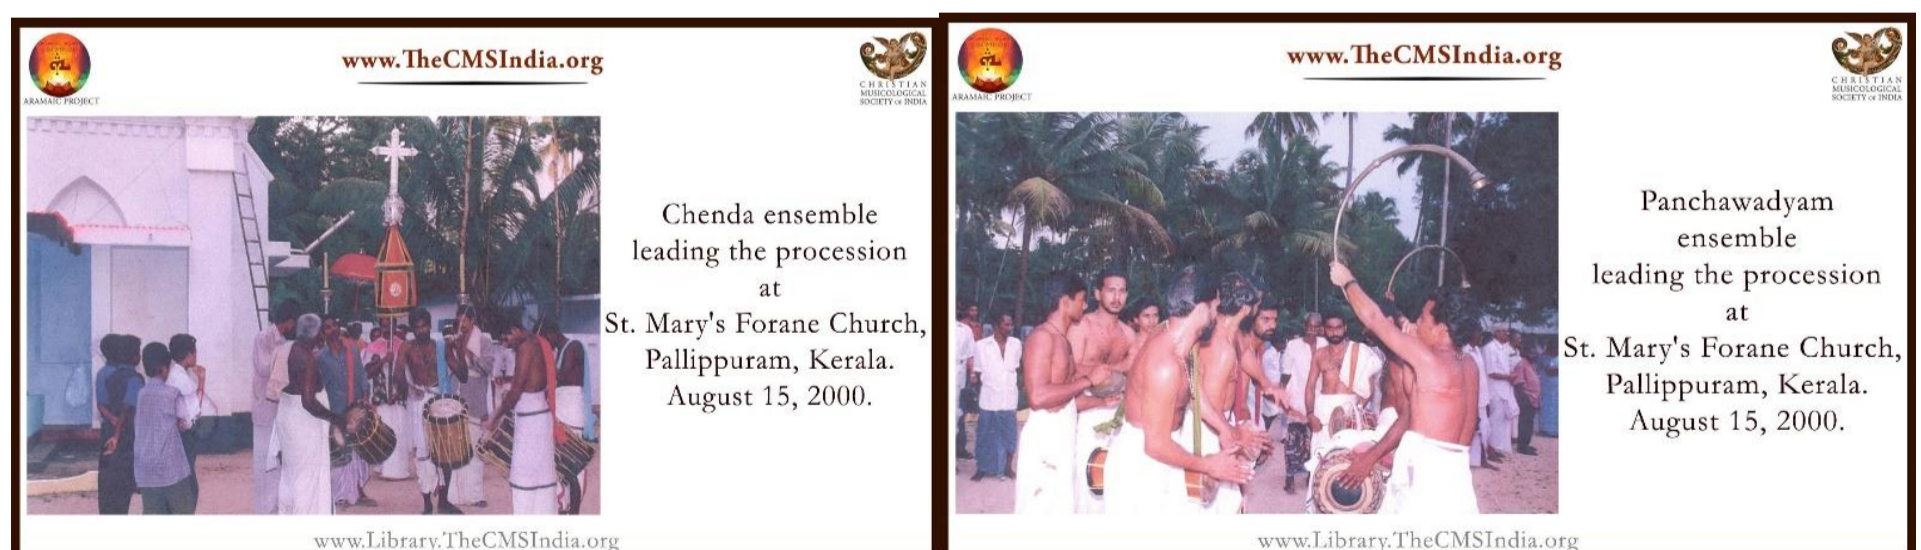 www.TheCMSIndia.org
ARAMAIC PROJECT
CHRISTIAN
MUSICOLOGICAL
SOCIETY OF INDIA
Chenda ensemble
leading the procession
at
St. Mary's Forane Church,
Pallippuram, Kerala.
August 15, 2000.
www.Library.TheCMSIndia.org
www.TheCMSIndia.org
ARAMAIC PROJECT
CHRISTIAN
MUSICOLOGICAL
SOCIETY OF INDIA
Panchawadyam
ensemble
leading the procession
at
St. Mary's Forane Church,
Pallippuram, Kerala.
August 15, 2000.
www.Library.TheCMSIndia.org